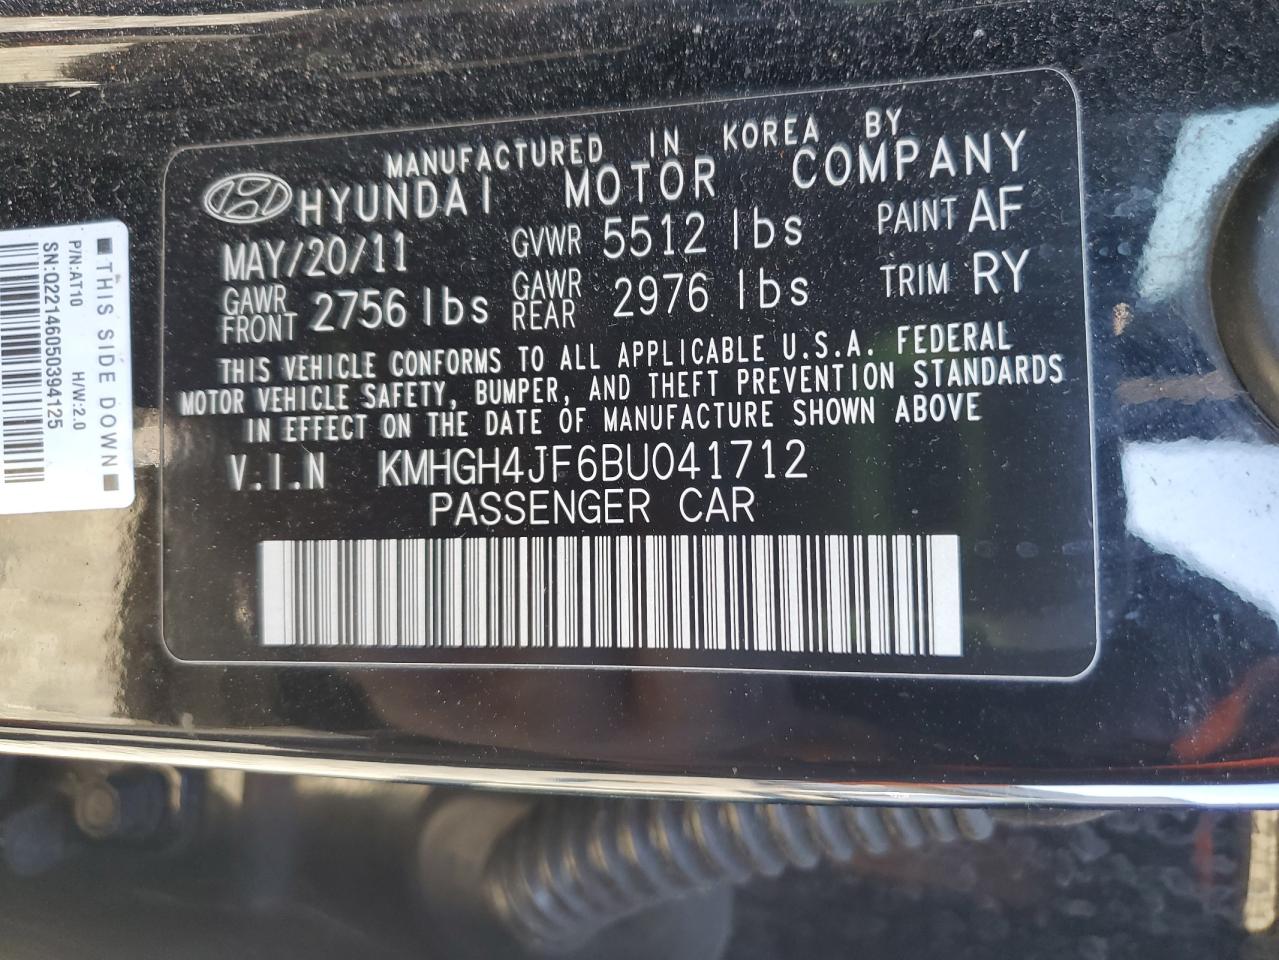 MANUFACTURED IN KOREA BY
HYUNDAI MOTOR COMPANY
MAY/20/11 GVWR 5512 lbs PAINT AF
GAWR FRONT 2756 lbs GAWR REAR 2976 lbs TRIM RY
THIS VEHICLE CONFORMS TO ALL APPLICABLE U.S.A. FEDERAL
MOTOR VEHICLE SAFETY, BUMPER, AND THEFT PREVENTION STANDARDS
IN EFFECT ON THE DATE OF MANUFACTURE SHOWN ABOVE
V.I.N KMHGH4JF6BU041712
PASSENGER CAR
■ THIS SIDE DOWN ■
P/N:AT10 H/W:2.0
SN:Q22146050394125